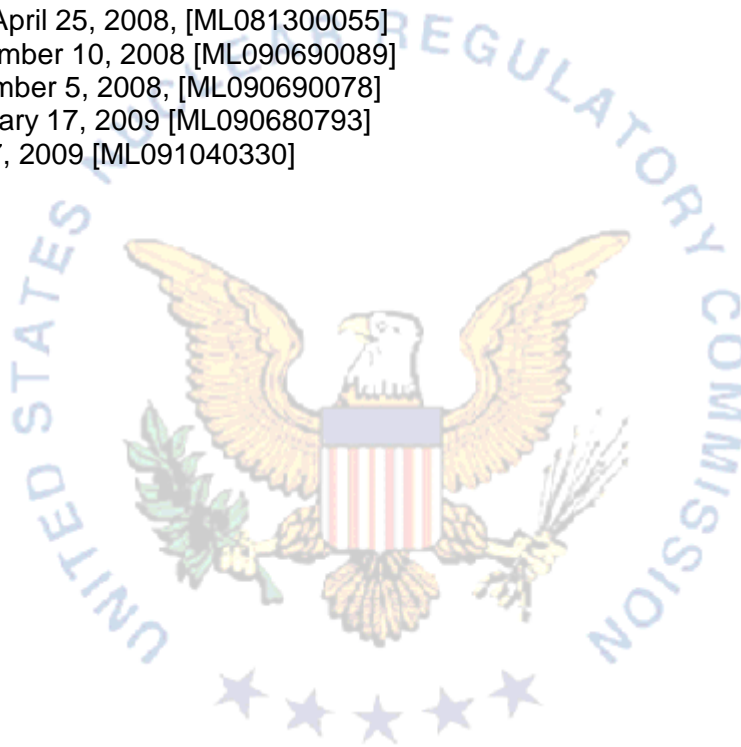 April 25, 2008, [ML081300055]
mber 10, 2008 [ML090690089]
mber 5, 2008, [ML090690078]
ary 17, 2009 [ML090680793]
7, 2009 [ML091040330]
UNITED STATES NUCLEAR REGULATORY COMMISSION